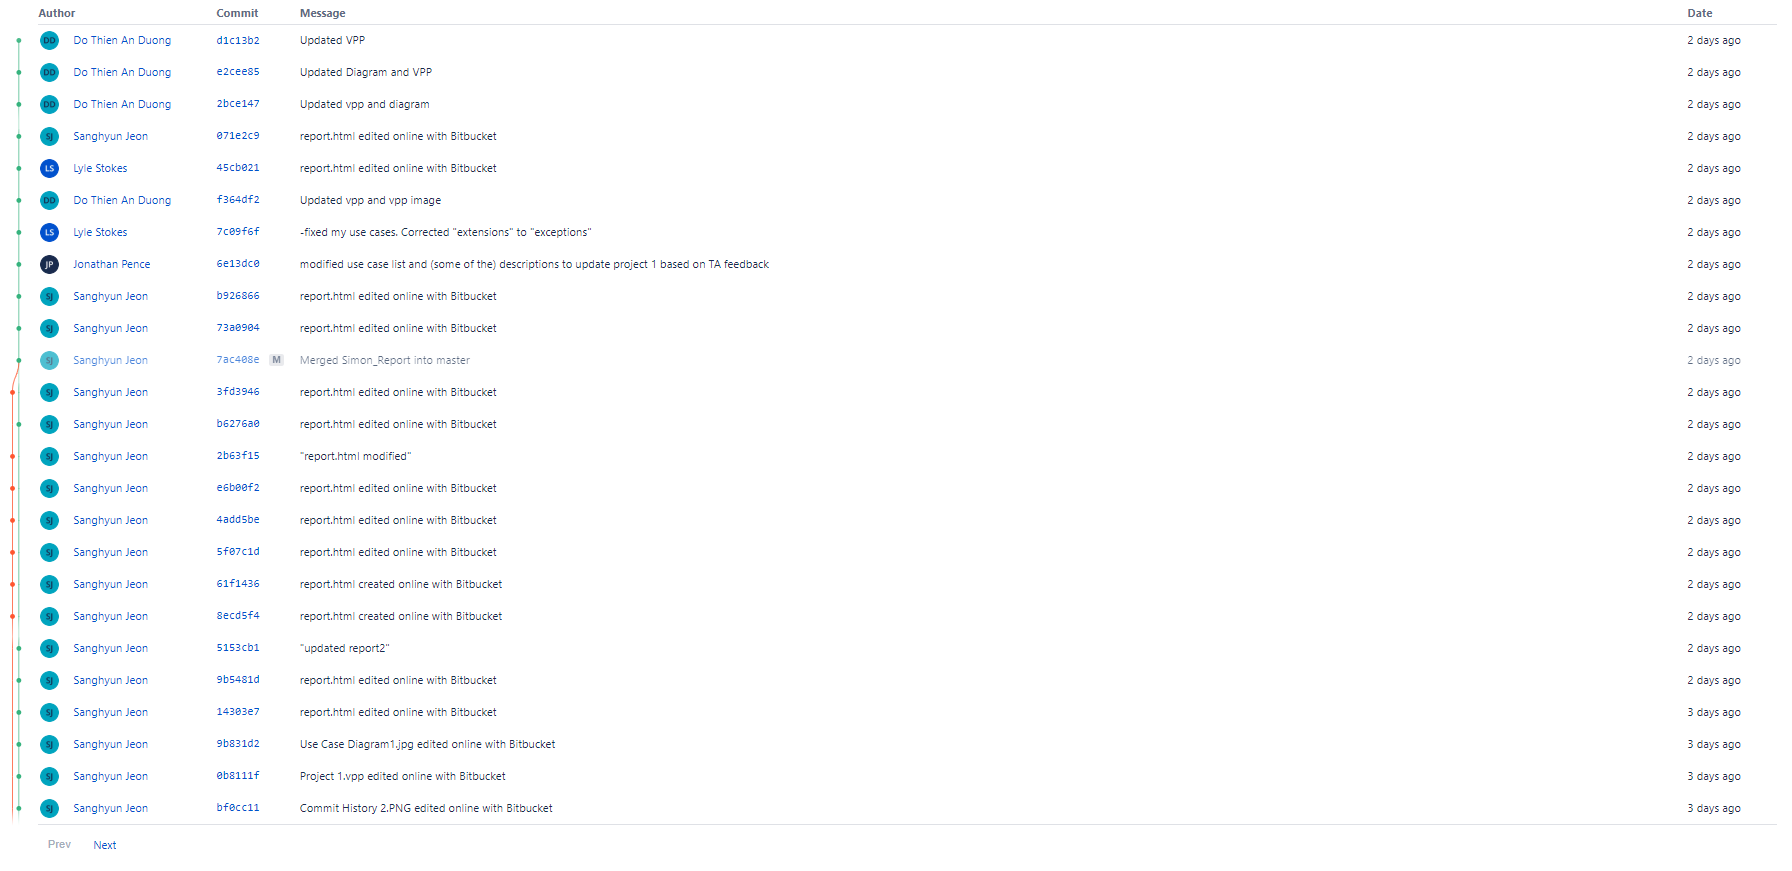 Author Commit Message Date
DD Do Thien An Duong d1c13b2 Updated VPP 2 days ago
DD Do Thien An Duong e2cee85 Updated Diagram and VPP 2 days ago
DD Do Thien An Duong 2bce147 Updated vpp and diagram 2 days ago
SJ Sanghyun Jeon 071e2c9 report.html edited online with Bitbucket 2 days ago
LS Lyle Stokes 45cb021 report.html edited online with Bitbucket 2 days ago
DD Do Thien An Duong f364df2 Updated vpp and vpp image 2 days ago
LS Lyle Stokes 7c09f6f -fixed my use cases. Corrected "extensions" to "exceptions" 2 days ago
JP Jonathan Pence 6e13dc0 modified use case list and (some of the) descriptions to update project 1 based on TA feedback 2 days ago
SJ Sanghyun Jeon b926866 report.html edited online with Bitbucket 2 days ago
SJ Sanghyun Jeon 73a0904 report.html edited online with Bitbucket 2 days ago
SJ Sanghyun Jeon 7ac408e M Merged Simon_Report into master 2 days ago
SJ Sanghyun Jeon 3fd3946 report.html edited online with Bitbucket 2 days ago
SJ Sanghyun Jeon b6276a0 report.html edited online with Bitbucket 2 days ago
SJ Sanghyun Jeon 2b63f15 "report.html modified" 2 days ago
SJ Sanghyun Jeon e6b00f2 report.html edited online with Bitbucket 2 days ago
SJ Sanghyun Jeon 4add5be report.html edited online with Bitbucket 2 days ago
SJ Sanghyun Jeon 5f07c1d report.html edited online with Bitbucket 2 days ago
SJ Sanghyun Jeon 61f1436 report.html created online with Bitbucket 2 days ago
SJ Sanghyun Jeon 8ecd5f4 report.html created online with Bitbucket 2 days ago
SJ Sanghyun Jeon 5153cb1 "updated report2" 2 days ago
SJ Sanghyun Jeon 9b5481d report.html edited online with Bitbucket 2 days ago
SJ Sanghyun Jeon 14303e7 report.html edited online with Bitbucket 3 days ago
SJ Sanghyun Jeon 9b831d2 Use Case Diagram1.jpg edited online with Bitbucket 3 days ago
SJ Sanghyun Jeon 0b8111f Project 1.vpp edited online with Bitbucket 3 days ago
SJ Sanghyun Jeon bf0cc11 Commit History 2.PNG edited online with Bitbucket 3 days ago
Prev Next